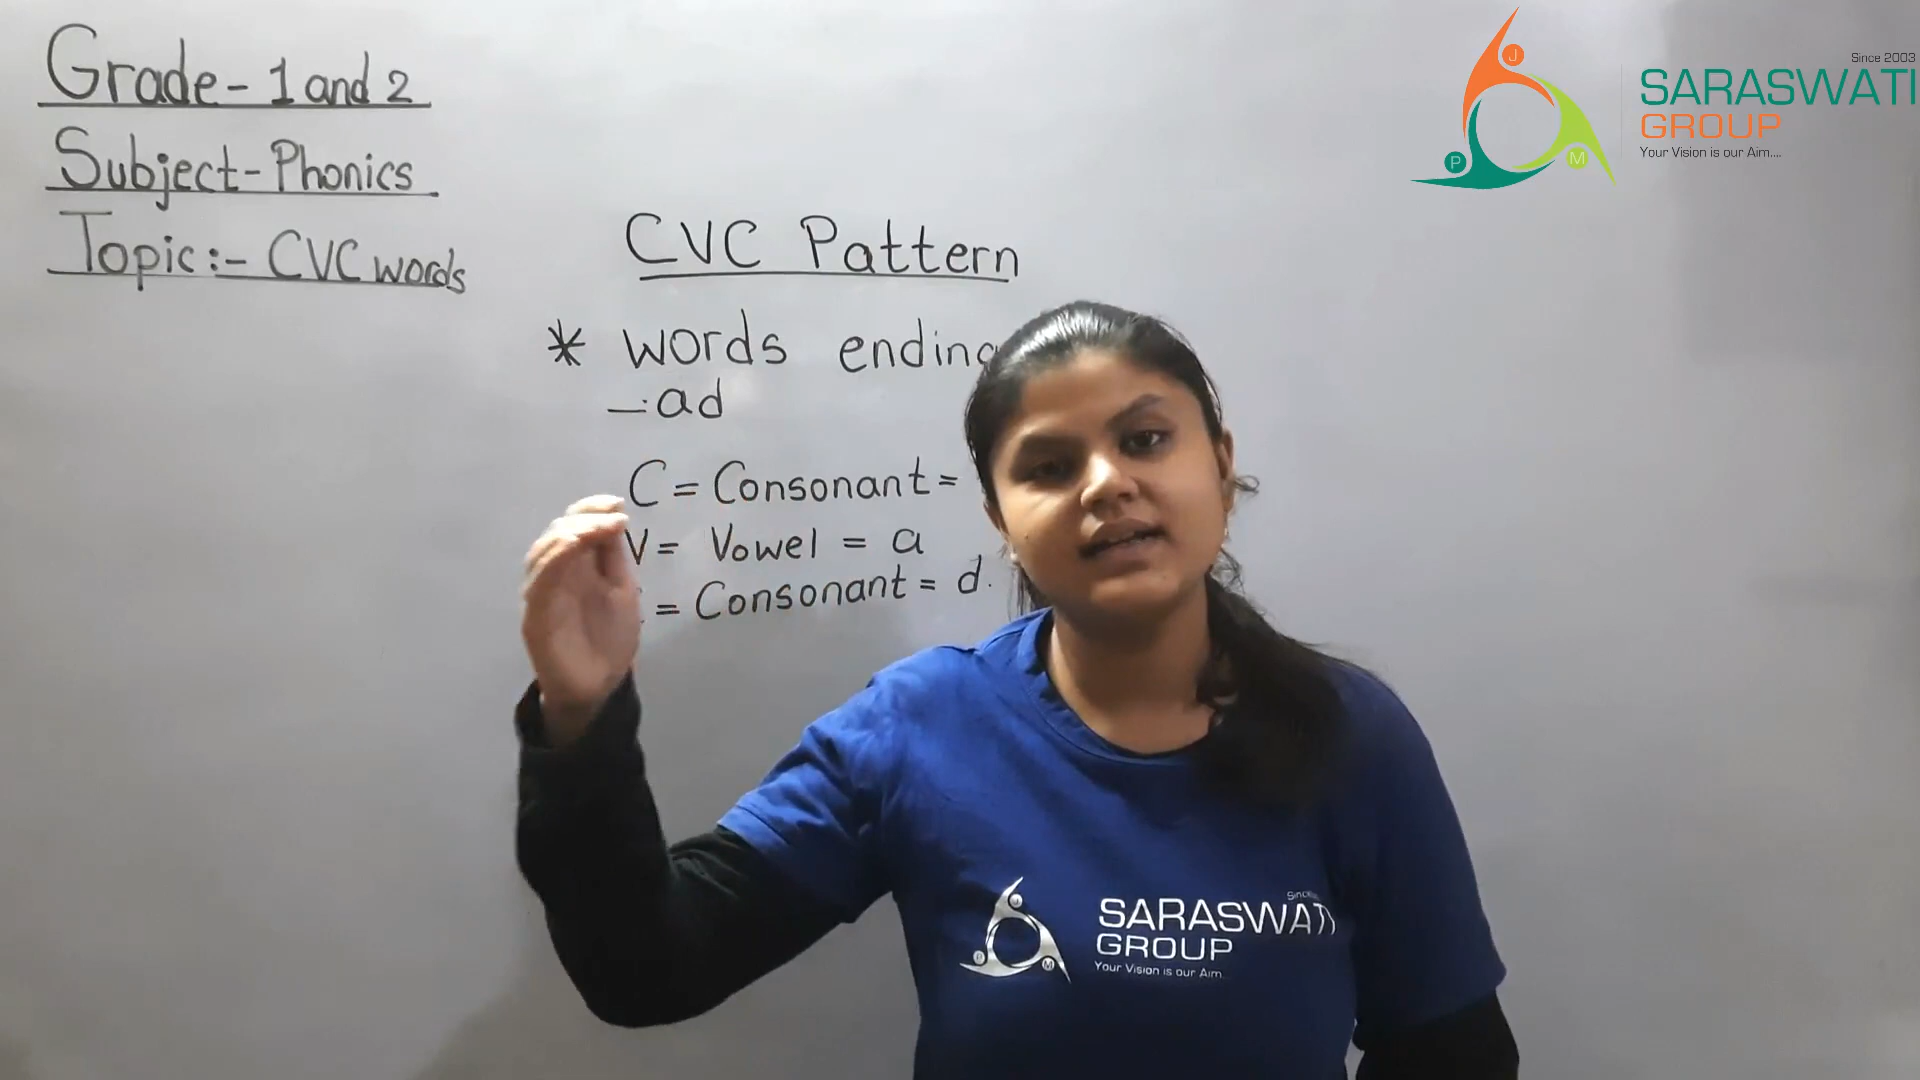 Grade- 1 and 2
Subject-Phonics
Topic:- CVC words
CVC Pattern
* words ending
-ad
C = Consonant =
V = Vowel = a
= Consonant = d.
Since 2003
SARASWATI
GROUP
Your Vision is our Aim....
J
P
M
SARASWATI
GROUP
Your Vision is our Aim...